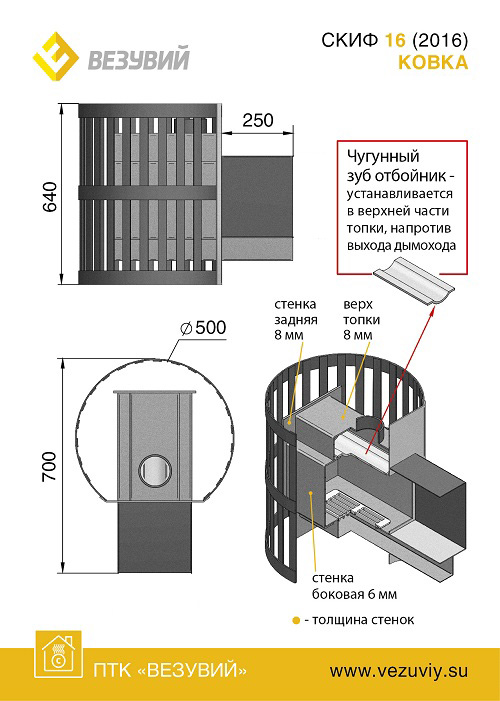 ВЕЗУВИЙ
СКИФ 16 (2016)
КОВКА
250
640
Чугунный
зуб отбойник -
устанавливается
в верхней части
топки, напротив
выхода дымохода
стенка
задняя
8 мм
верх
топки
8 мм
⌀500
700
стенка
боковая 6 мм
- толщина стенок
ПТК «ВЕЗУВИЙ»
www.vezuviy.su